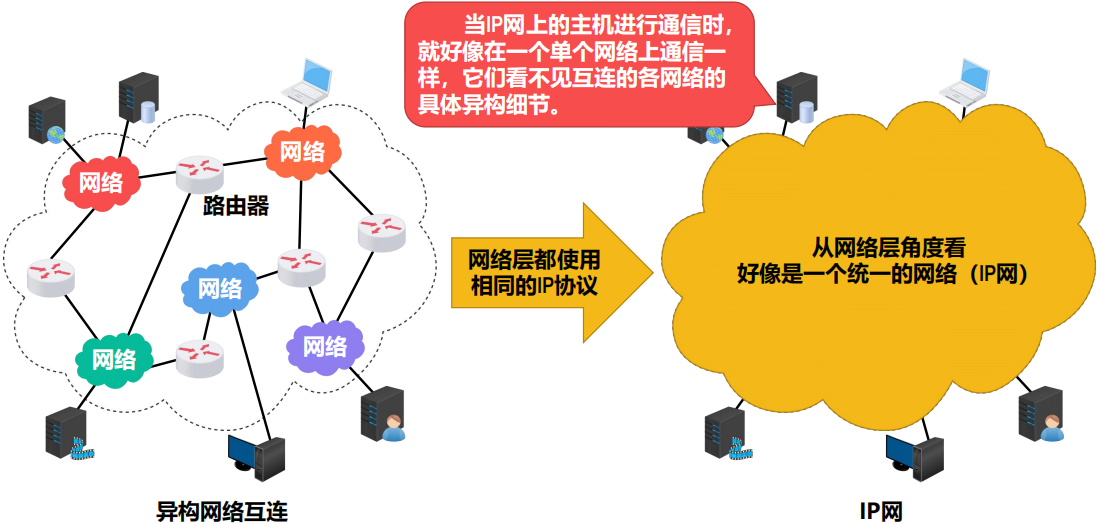 当IP网上的主机进行通信时，
就好像在一个单个网络上通信一
样，它们看不见互连的各网络的
具体异构细节。
网络
网络
路由器
网络
网络
网络
网络层都使用
相同的IP协议
从网络层角度看
好像是一个统一的网络（IP网）
异构网络互连
IP网